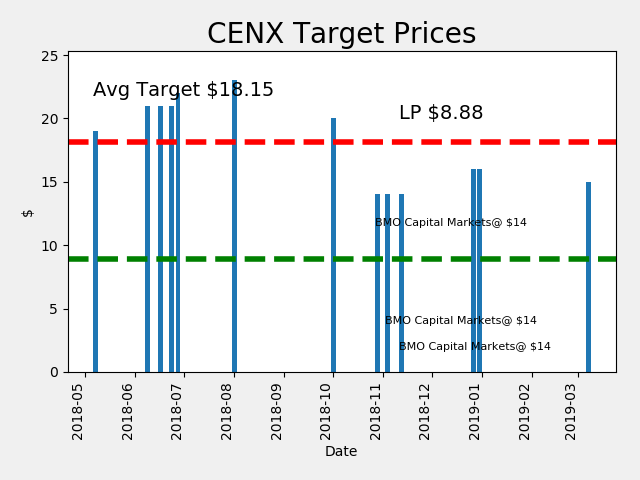 CENX Target Prices
25
Avg Target $18.15
LP $8.88
20
15
BMO Capital Markets@ $14
10
5
BMO Capital Markets@ $14
BMO Capital Markets@ $14
0
$
2018-05
2018-06
2018-07
2018-08
2018-09
2018-10
2018-11
2018-12
2019-01
2019-02
2019-03
Date